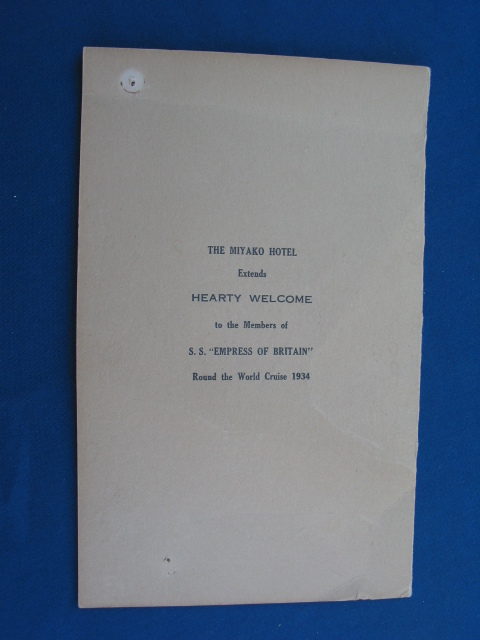 THE MIYAKO HOTEL
Extends
HEARTY WELCOME
to the Members of
S. S. "EMPRESS OF BRITAIN"
Round the World Cruise 1934